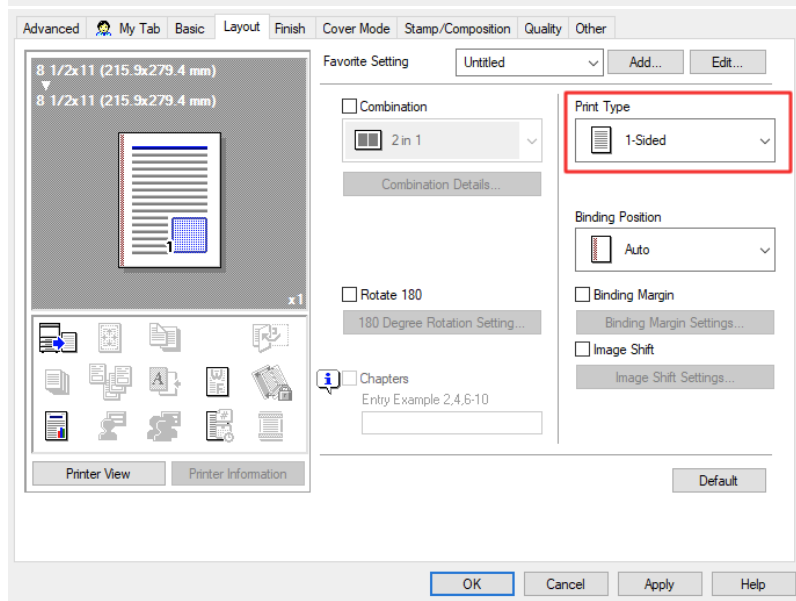 Advanced My Tab Basic Layout Finish Cover Mode Stamp/Composition Quality Other
8 1/2x11 (215.9x279.4 mm)
8 1/2x11 (215.9x279.4 mm)
1
x1
Printer View Printer Information
Favorite Setting Untitled Add... Edit...
Combination
2 in 1
Combination Details...
Rotate 180
180 Degree Rotation Setting...
Chapters
Entry Example 2,4,6-10
Print Type
1-Sided
Binding Position
Auto
Binding Margin
Binding Margin Settings...
Image Shift
Image Shift Settings...
Default
OK Cancel Apply Help